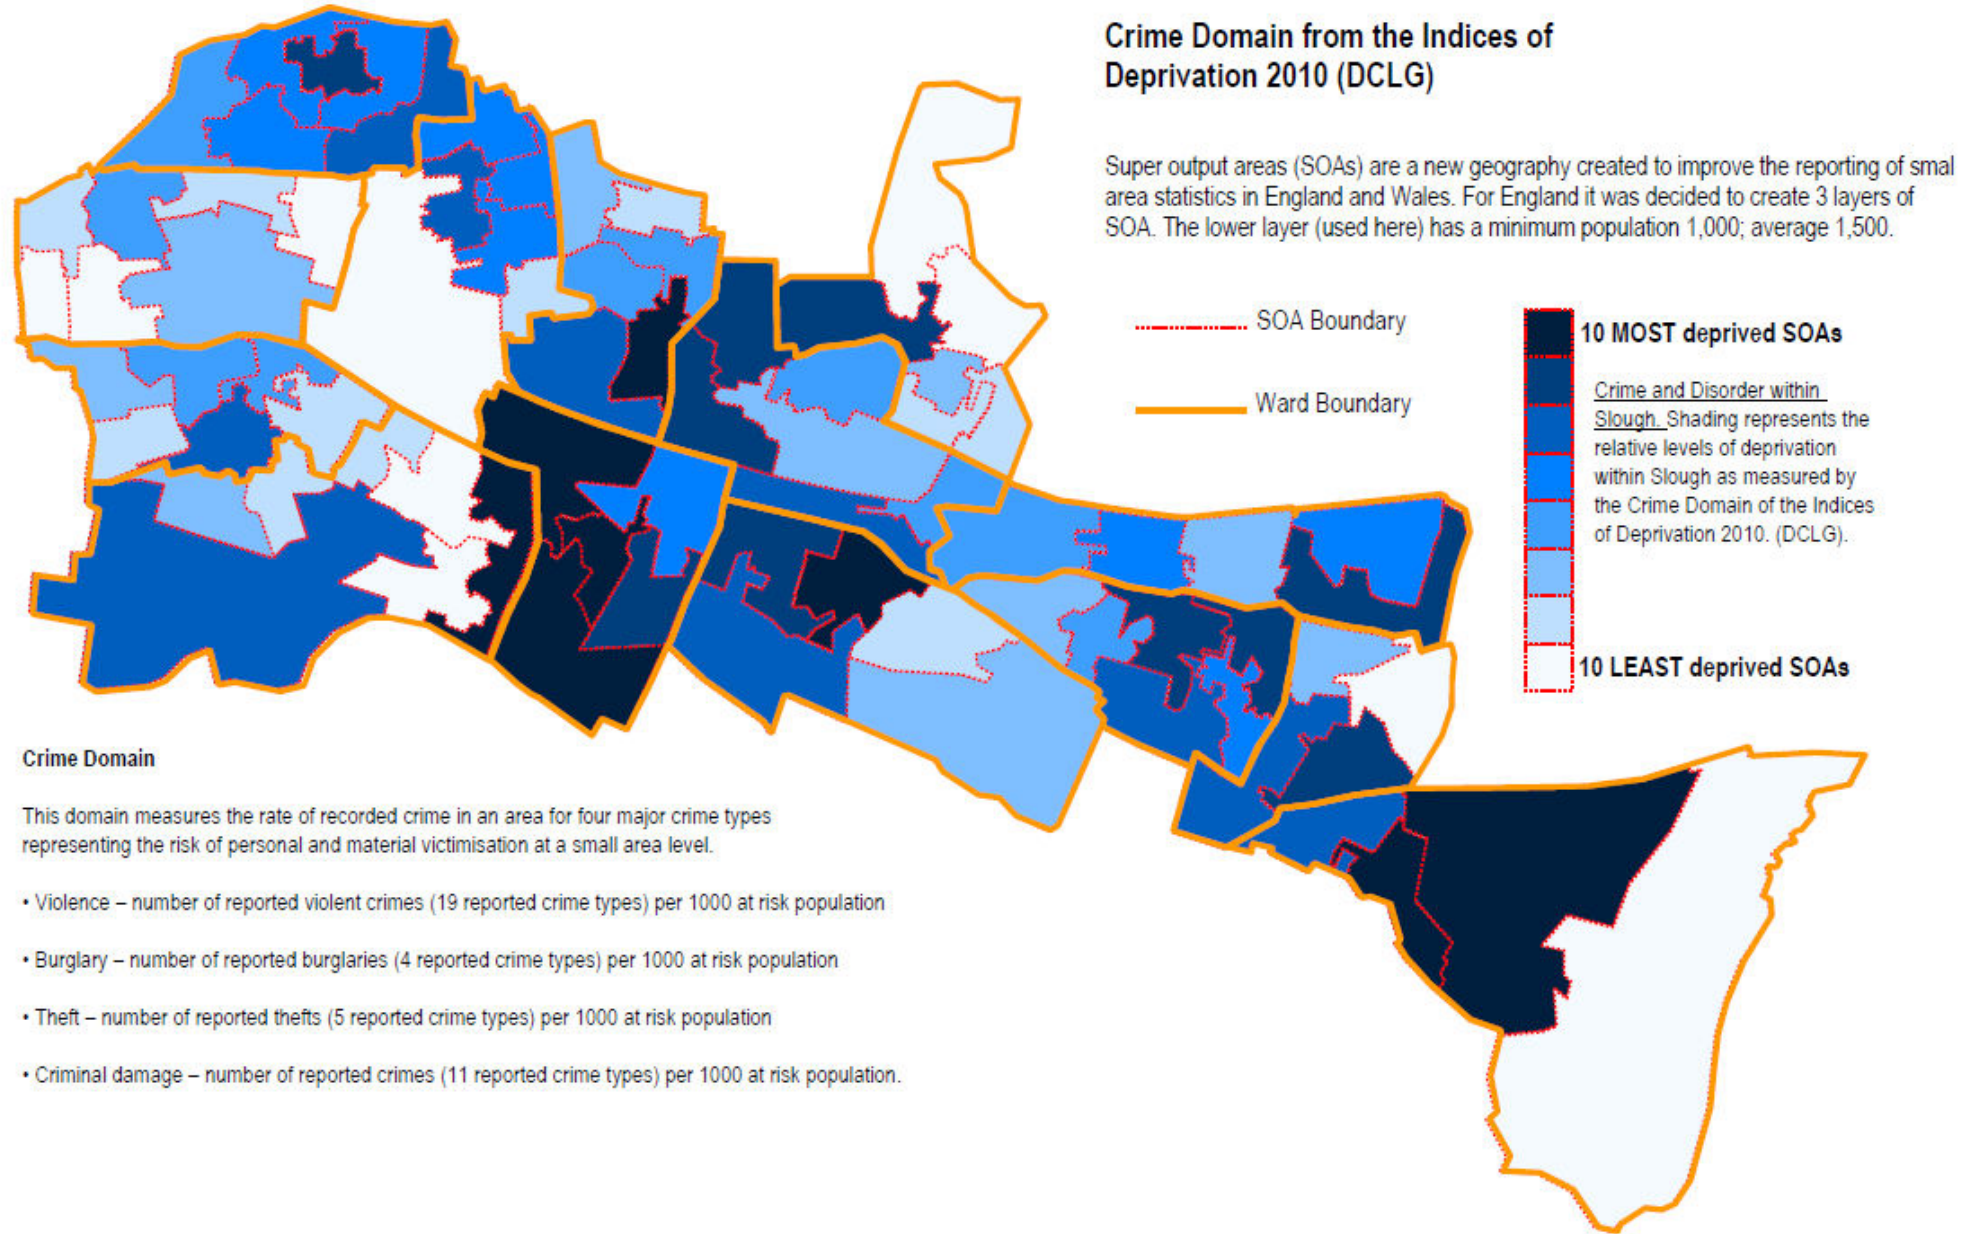 Crime Domain from the Indices of
Deprivation 2010 (DCLG)
Super output areas (SOAs) are a new geography created to improve the reporting of smal
area statistics in England and Wales. For England it was decided to create 3 layers of
SOA. The lower layer (used here) has a minimum population 1,000; average 1,500.
SOA Boundary
Ward Boundary
10 MOST deprived SOAs
Crime and Disorder within
Slough. Shading represents the
relative levels of deprivation
within Slough as measured by
the Crime Domain of the Indices
of Deprivation 2010. (DCLG).
10 LEAST deprived SOAs
Crime Domain
This domain measures the rate of recorded crime in an area for four major crime types
representing the risk of personal and material victimisation at a small area level.
• Violence – number of reported violent crimes (19 reported crime types) per 1000 at risk population
• Burglary – number of reported burglaries (4 reported crime types) per 1000 at risk population
• Theft – number of reported thefts (5 reported crime types) per 1000 at risk population
• Criminal damage – number of reported crimes (11 reported crime types) per 1000 at risk population.